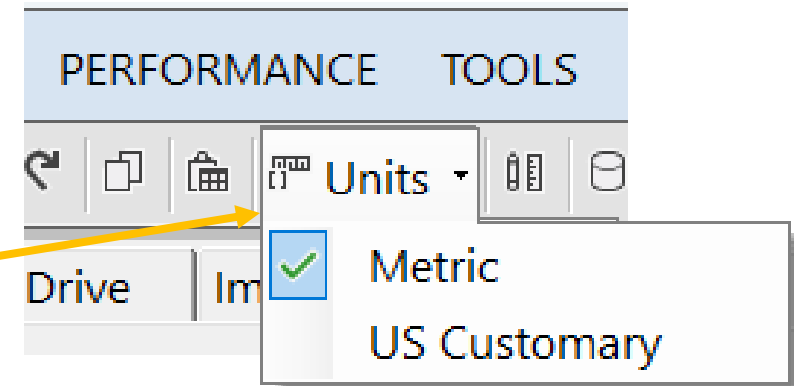 PERFORMANCE TOOLS
Units
Drive Im
Metric
US Customary